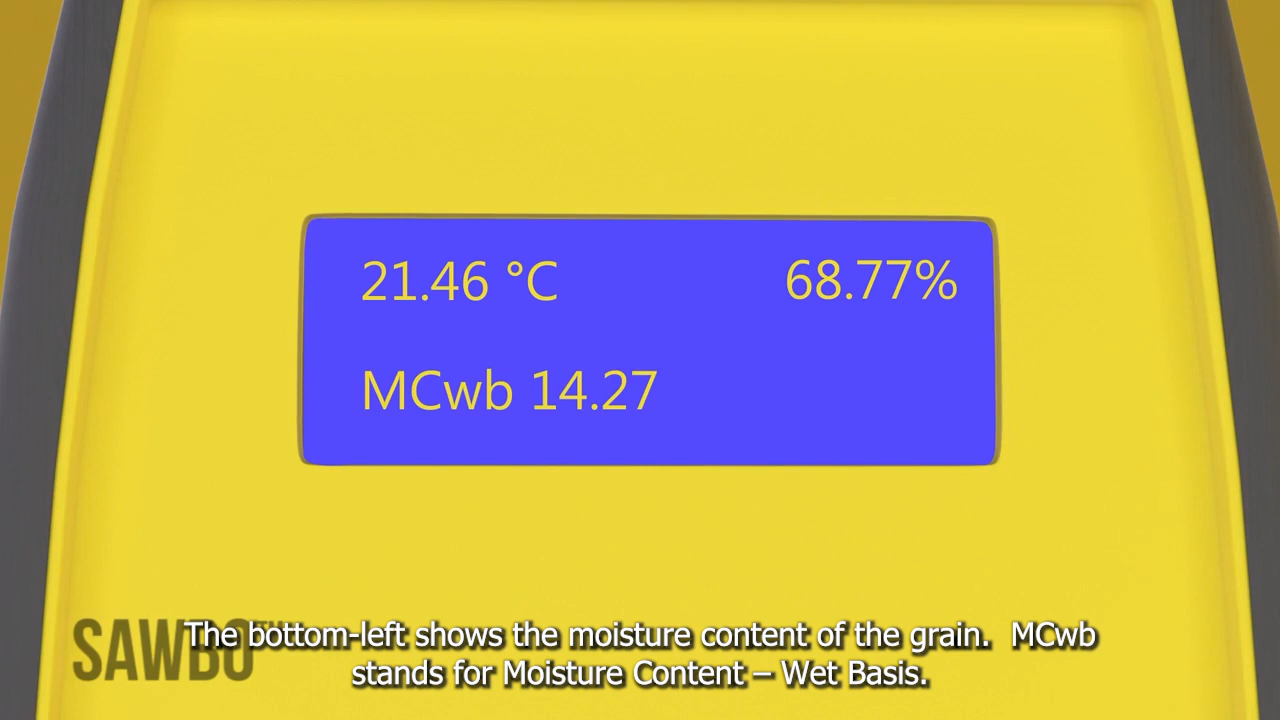 21.46 °C 68.77%
MCwb 14.27
SAWBO™
The bottom-left shows the moisture content of the grain. MCwb
stands for Moisture Content – Wet Basis.